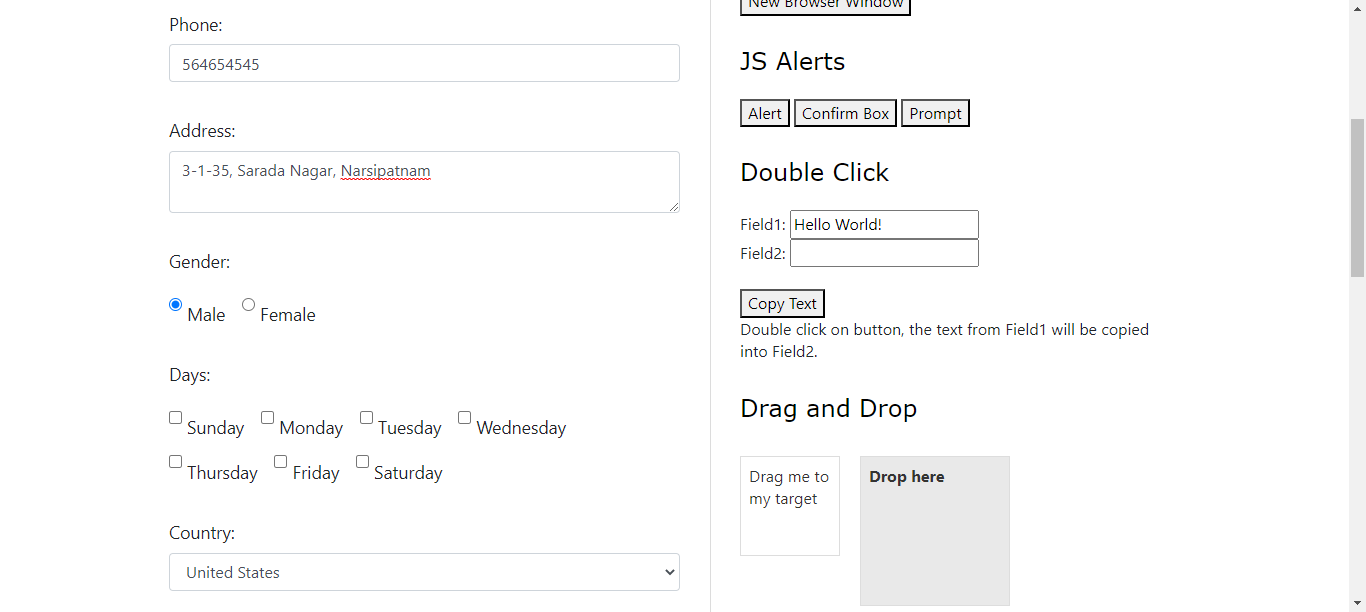 Phone:
564654545
Address:
3-1-35, Sarada Nagar, Narsipatnam
Gender:
Male Female
Days:
Sunday Monday Tuesday Wednesday
Thursday Friday Saturday
Country:
United States
New Browser Window
JS Alerts
Alert Confirm Box Prompt
Double Click
Field1: Hello World!
Field2:
Copy Text
Double click on button, the text from Field1 will be copied
into Field2.
Drag and Drop
Drag me to
my target
Drop here